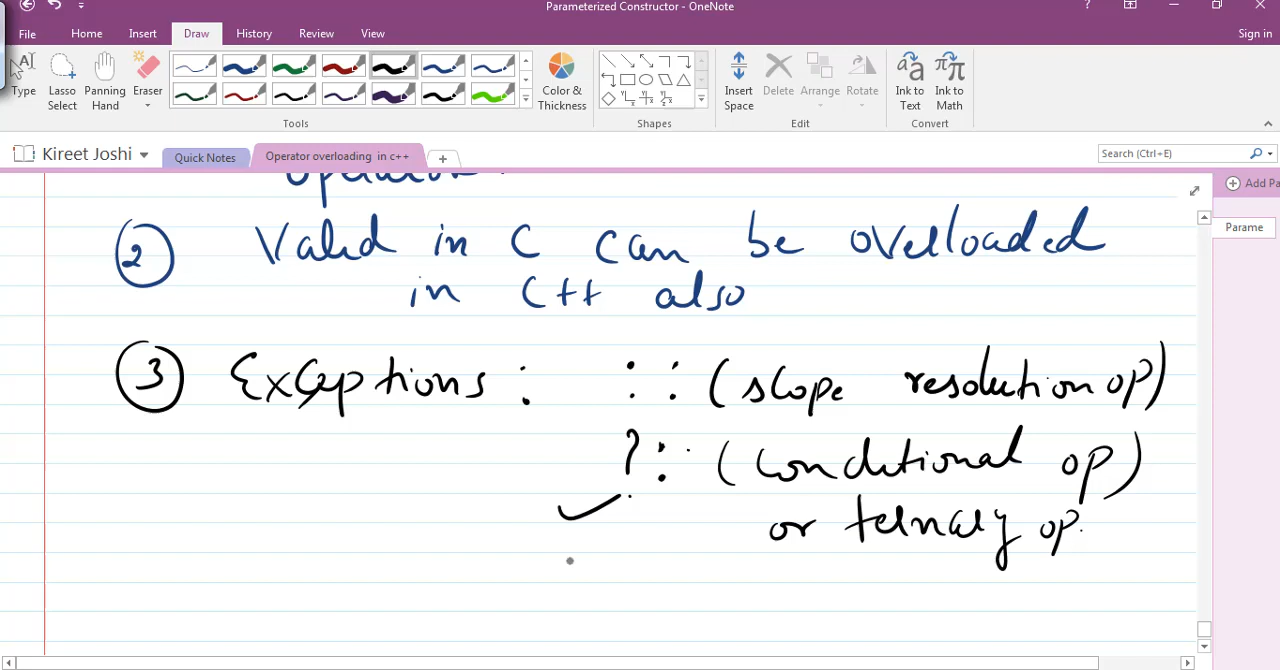 Parameterized Constructor - OneNote
File Home Insert Draw History Review View Sign in
Type Lasso Select Panning Hand Eraser Color & Thickness Insert Space Delete Arrange Rotate Ink to Text Ink to Math
Tools Shapes Edit Convert
Kireet Joshi Quick Notes Operator overloading in c++ + Search (Ctrl+E)
Add Pa
Parame
operator.
2 Valid in C can be overloaded
in C++ also
3 Exceptions : :: (scope resolution op)
?: (conditional op)
or ternary op.